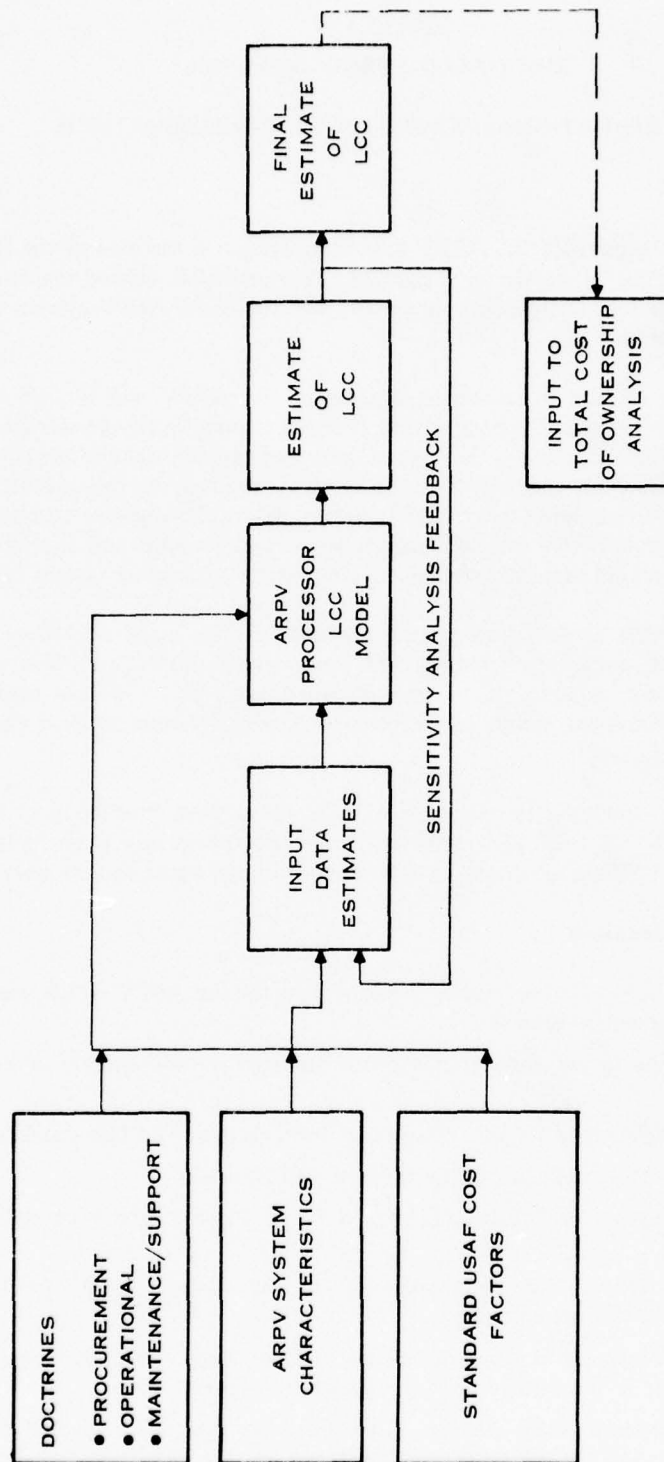 DOCTRINES
• PROCUREMENT
• OPERATIONAL
• MAINTENANCE/SUPPORT
ARPV SYSTEM
CHARACTERISTICS
STANDARD USAF COST
FACTORS
INPUT
DATA
ESTIMATES
ARPV
PROCESSOR
LCC
MODEL
ESTIMATE
OF
LCC
FINAL
ESTIMATE
OF
LCC
SENSITIVITY ANALYSIS FEEDBACK
INPUT TO
TOTAL COST
OF OWNERSHIP
ANALYSIS